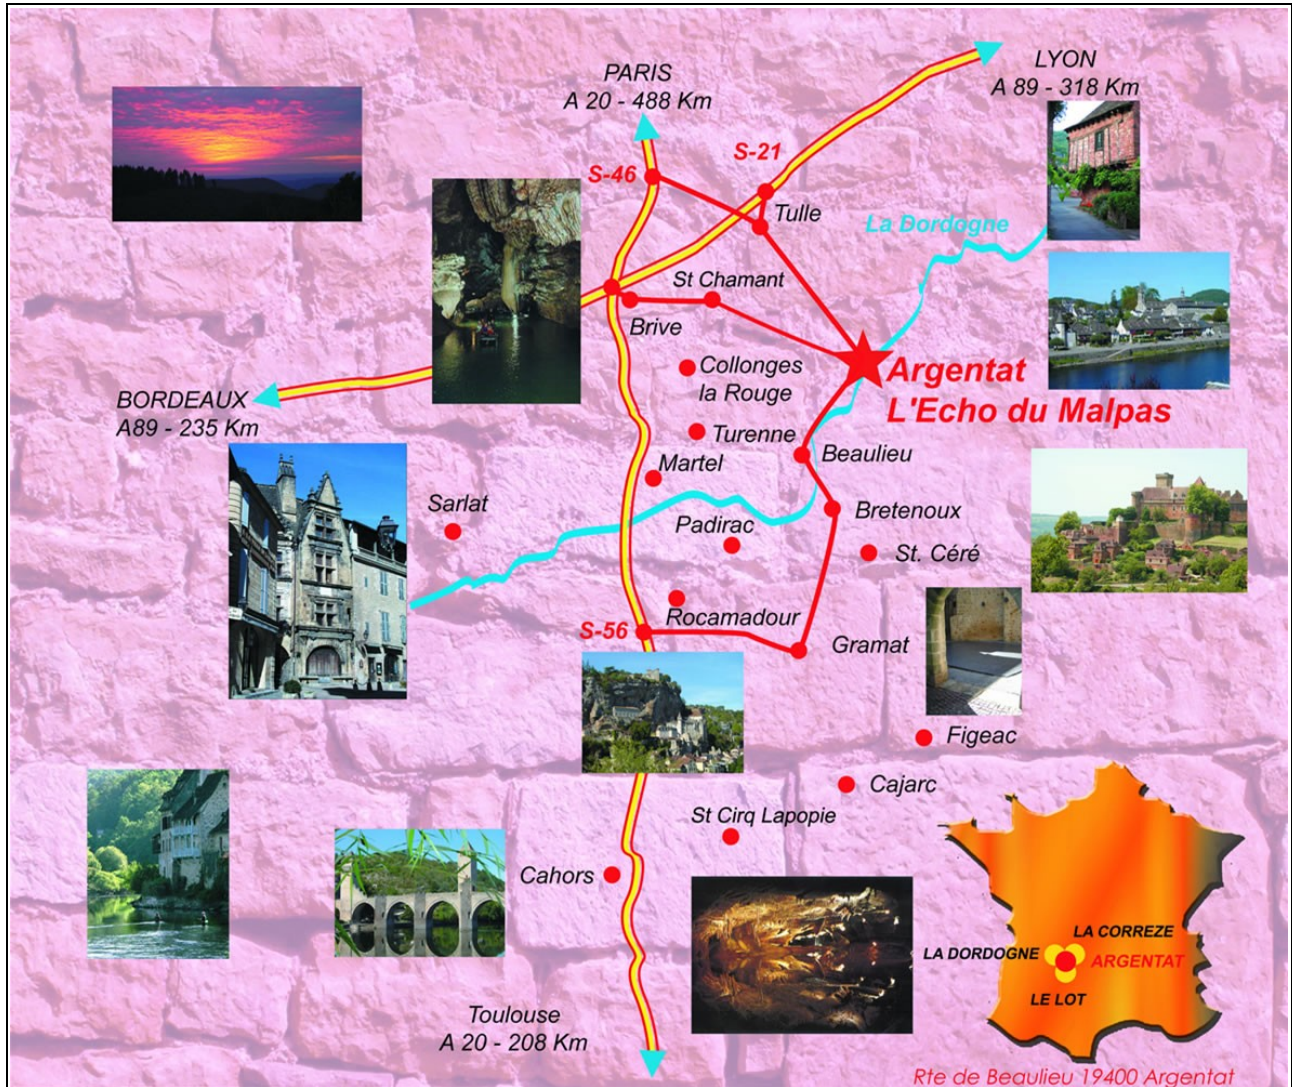 PARIS
A 20 - 488 Km
LYON
A 89 - 318 Km
S-21
S-46
Tulle
La Dordogne
St Chamant
Brive
Collonges
la Rouge
Argentat
L'Echo du Malpas
BORDEAUX
A89 - 235 Km
Turenne
Beaulieu
Martel
Sarlat
Bretenoux
Padirac
St. Céré
Rocamadour
S-56
Gramat
Figeac
Cajarc
St Cirq Lapopie
Cahors
LA CORREZE
LA DORDOGNE
ARGENTAT
LE LOT
Toulouse
A 20 - 208 Km
Rte de Beaulieu 19400 Argentat